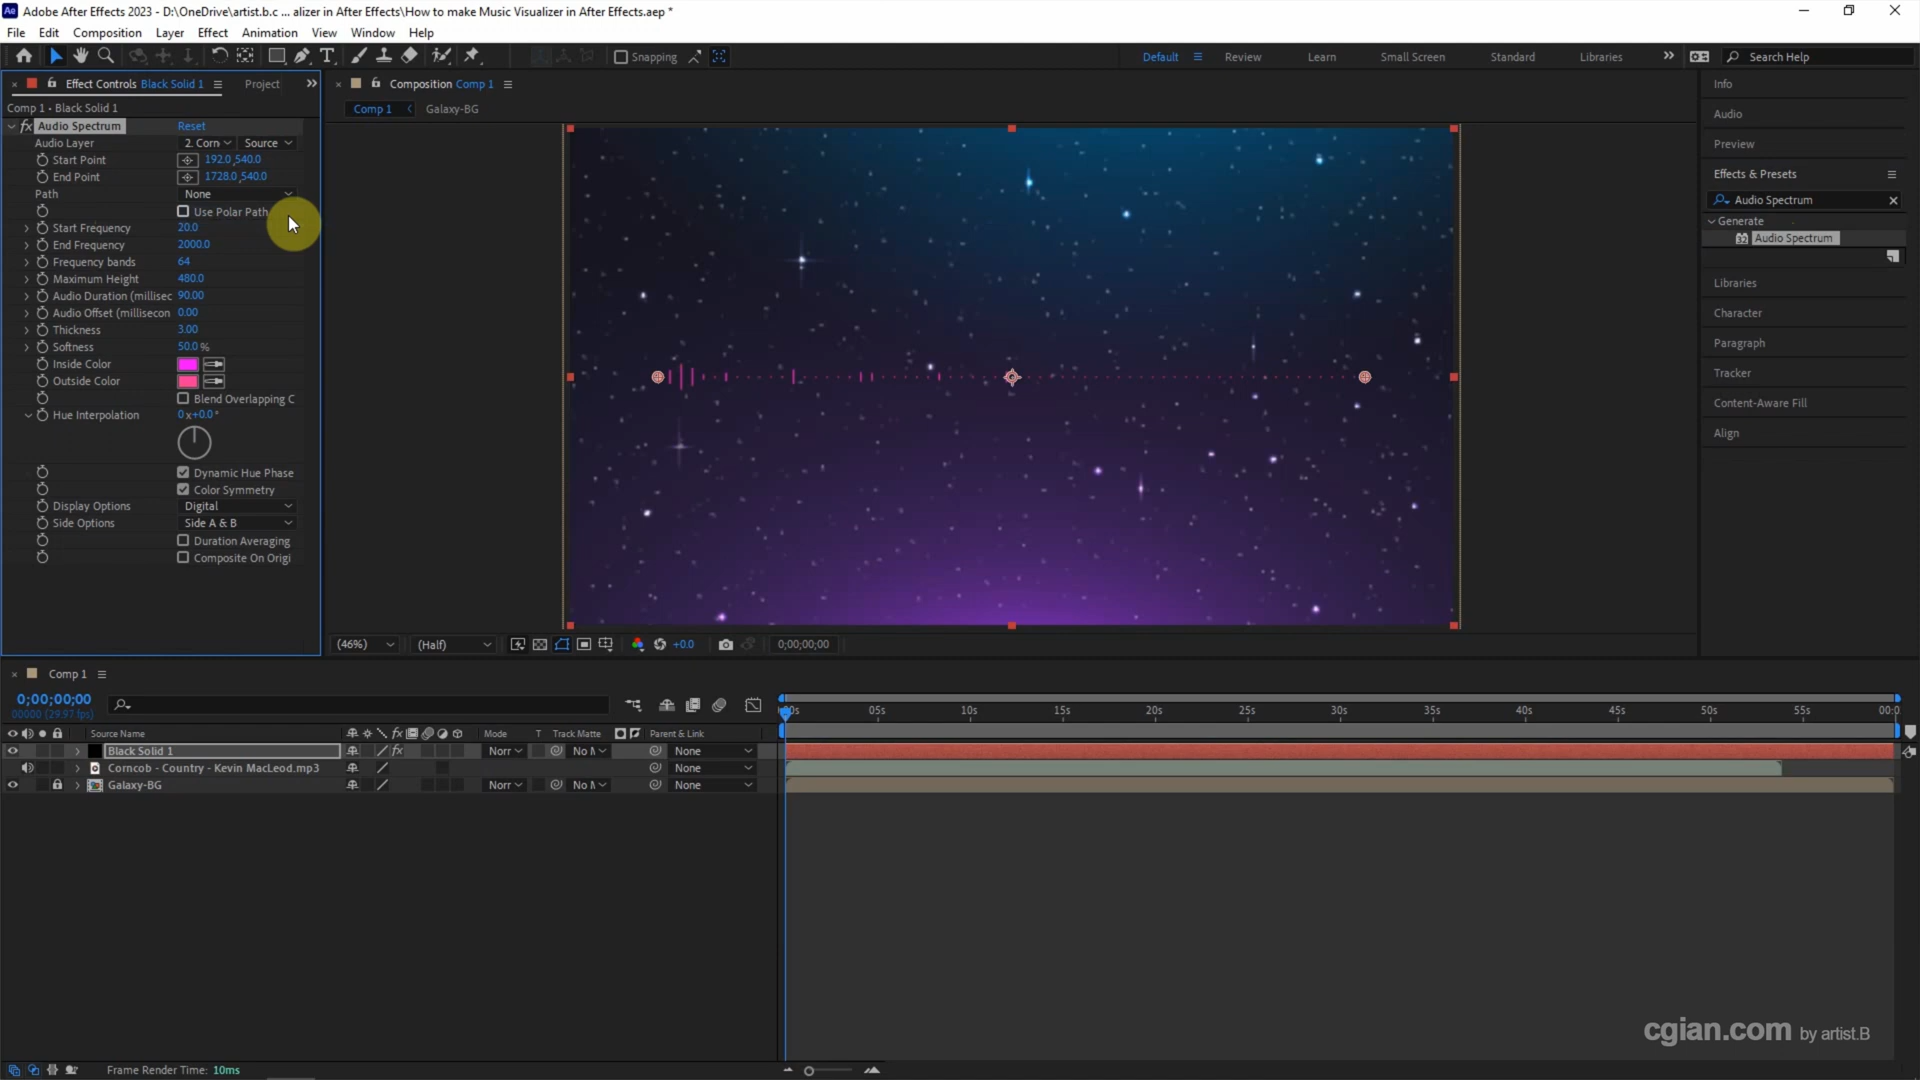 Adobe After Effects 2023 - D:\OneDrive\artist.b.c ... alizer in After Effects\How to make Music Visualizer in After Effects.aep *
File Edit Composition Layer Effect Animation View Window Help
Snapping Default Review Learn Small Screen Standard Libraries Search Help
Effect Controls Black Solid 1 Project
Composition Comp 1
Comp 1 Galaxy-BG
Comp 1 • Black Solid 1
fx Audio Spectrum Reset
Audio Layer 2. Corn Source
Start Point 192.0,540.0
End Point 1728.0,540.0
Path None
Use Polar Path
Start Frequency 20.0
End Frequency 2000.0
Frequency bands 64
Maximum Height 480.0
Audio Duration (millisec 90.00
Audio Offset (millisecon 0.00
Thickness 3.00
Softness 50.0 %
Inside Color
Outside Color
Blend Overlapping C
Hue Interpolation 0x+0.0°
Dynamic Hue Phase
Color Symmetry
Display Options Digital
Side Options Side A & B
Duration Averaging
Composite On Origi
(46%) (Half) +0.0 0;00;00;00
Info
Audio
Preview
Effects & Presets
Audio Spectrum
Generate
32 Audio Spectrum
Libraries
Character
Paragraph
Tracker
Content-Aware Fill
Align
Comp 1
0;00;00;00
00000 (29.97 fps)
05s 10s 15s 20s 25s 30s 35s 40s 45s 50s 55s 00:0
Source Name fx Mode T Track Matte Parent & Link
Black Solid 1 fx Norr No M None
Corncob - Country - Kevin MacLeod.mp3 None
Galaxy-BG Norr No M None
cgian.com by artist.B
Frame Render Time: 10ms